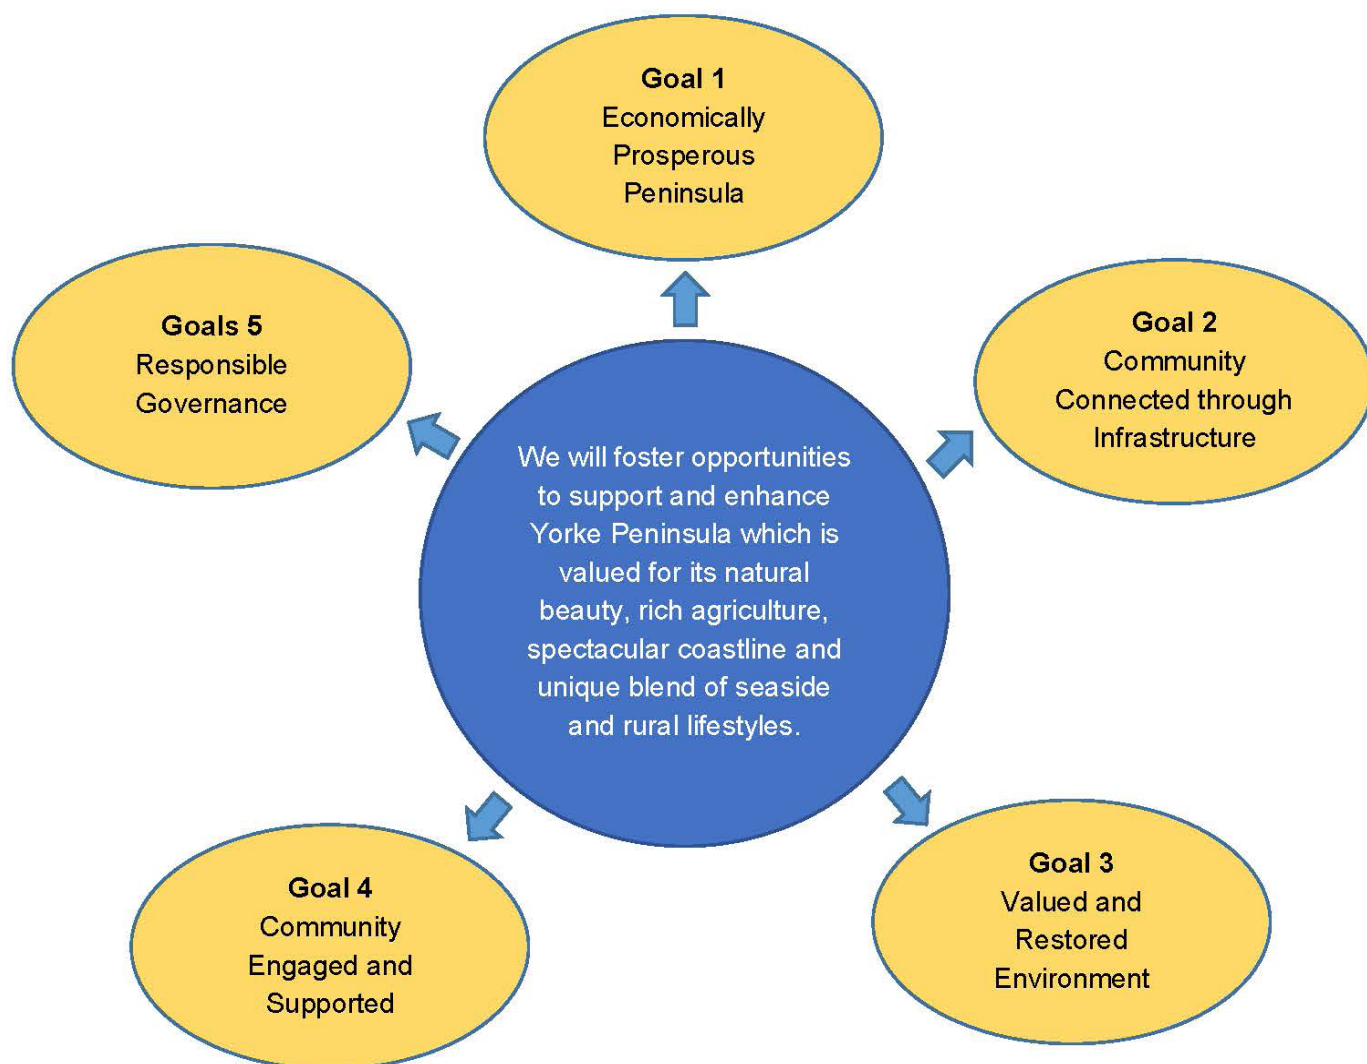 Goal 1
Economically
Prosperous
Peninsula
Goal 2
Community
Connected through
Infrastructure
Goal 3
Valued and
Restored
Environment
Goal 4
Community
Engaged and
Supported
Goals 5
Responsible
Governance
We will foster opportunities
to support and enhance
Yorke Peninsula which is
valued for its natural
beauty, rich agriculture,
spectacular coastline and
unique blend of seaside
and rural lifestyles.